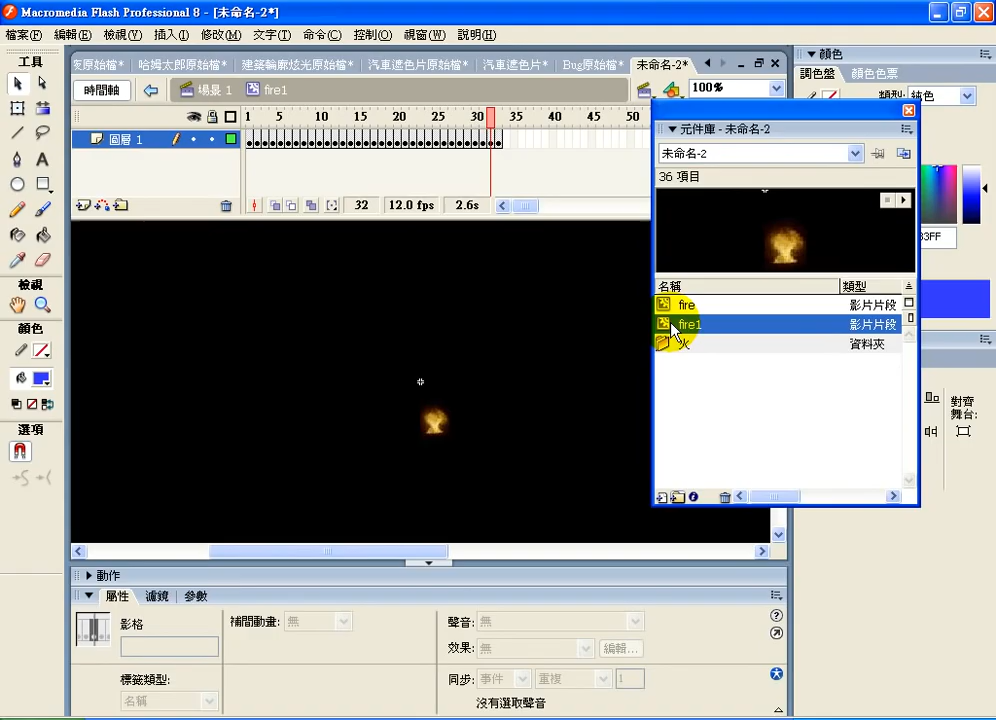 Macromedia Flash Professional 8 - [未命名-2*]
檔案(F) 編輯(E) 檢視(V) 插入(I) 修改(M) 文字(T) 命令(C) 控制(O) 視窗(W) 說明(H)
工具
炭原始檔* 哈姆太郎原始檔* 建築輪廓炫光原始檔* 汽車遮色片原始檔* 汽車遮色片* Bug原始檔* 未命名-2*
顏色
調色盤 顏色色票
時間軸 場景 1 fire1 100%
類型: 純色
1 5 10 15 20 25 30 35 40 45 50
圖層 1
32 12.0 fps 2.6s
元件庫 - 未命名-2
未命名-2
36 項目
33FF
名稱 類型
fire 影片片段
fire1 影片片段
火 資料夾
檢視
顏色
選項
對齊
舞台:
動作
屬性 濾鏡 參數
影格
補間動畫: 無
聲音: 無
效果: 無 編輯...
標籤類型:
名稱
同步: 事件 重複 1
沒有選取聲音